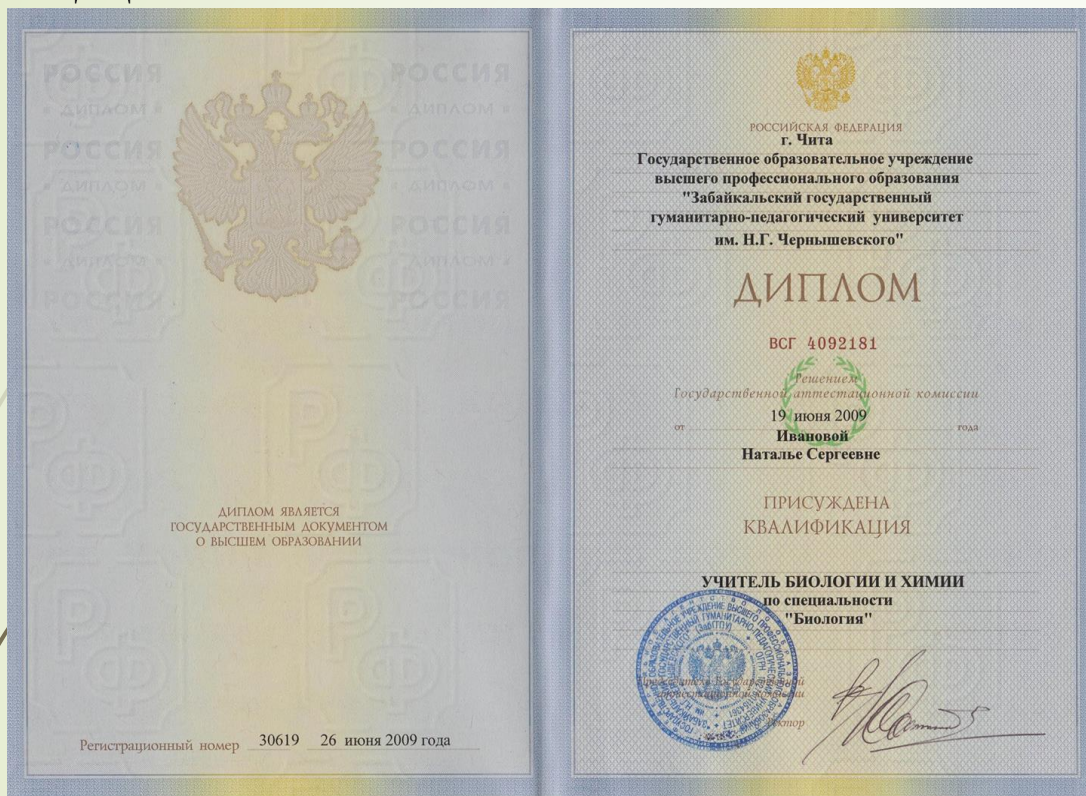 РОССИЯ РОССИЯ
ДИПЛОМ ДИПЛОМ
РОССИЯ РОССИЯ
ДИПЛОМ ДИПЛОМ
РОССИЯ РОССИЯ
ДИПЛОМ ДИПЛОМ
РОССИЯ РОССИЯ
ДИПЛОМ ЯВЛЯЕТСЯ
ГОСУДАРСТВЕННЫМ ДОКУМЕНТОМ
О ВЫСШЕМ ОБРАЗОВАНИИ
Регистрационный номер 30619 26 июня 2009 года
РОССИЙСКАЯ ФЕДЕРАЦИЯ
г. Чита
Государственное образовательное учреждение
высшего профессионального образования
"Забайкальский государственный
гуманитарно-педагогический университет
им. Н.Г. Чернышевского"
ДИПЛОМ
ВСГ 4092181
Решением
Государственной аттестационной комиссии
от 19 июня 2009 года
Ивановой
Наталье Сергеевне
ПРИСУЖДЕНА
КВАЛИФИКАЦИЯ
УЧИТЕЛЬ БИОЛОГИИ И ХИМИИ
по специальности
"Биология"
Председатель Государственной
аттестационной комиссии
Ректор